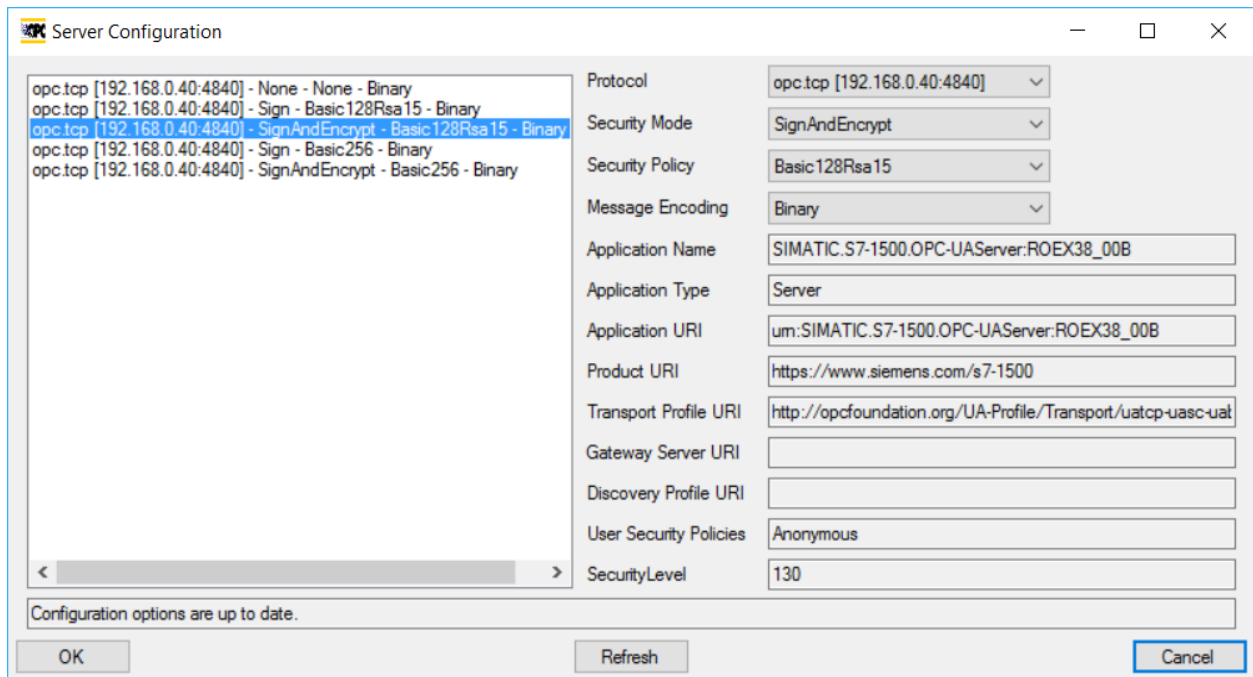 OPC Server Configuration
opc.tcp [192.168.0.40:4840] - None - None - Binary
opc.tcp [192.168.0.40:4840] - Sign - Basic128Rsa15 - Binary
opc.tcp [192.168.0.40:4840] - SignAndEncrypt - Basic128Rsa15 - Binary
opc.tcp [192.168.0.40:4840] - Sign - Basic256 - Binary
opc.tcp [192.168.0.40:4840] - SignAndEncrypt - Basic256 - Binary
Protocol opc.tcp [192.168.0.40:4840]
Security Mode SignAndEncrypt
Security Policy Basic128Rsa15
Message Encoding Binary
Application Name SIMATIC.S7-1500.OPC-UAServer:ROEX38_00B
Application Type Server
Application URI urn:SIMATIC.S7-1500.OPC-UAServer:ROEX38_00B
Product URI https://www.siemens.com/s7-1500
Transport Profile URI http://opcfoundation.org/UA-Profile/Transport/uatcp-uasc-uab
Gateway Server URI
Discovery Profile URI
User Security Policies Anonymous
SecurityLevel 130
Configuration options are up to date.
OK Refresh Cancel